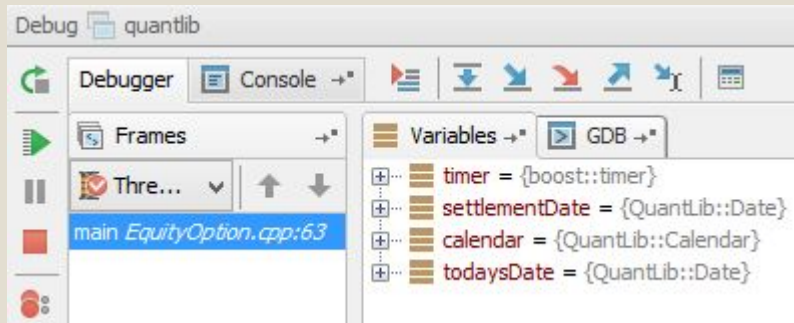 Debug quantlib
Debugger Console
Frames Variables GDB
Thre...
timer = {boost::timer}
settlementDate = {QuantLib::Date}
main EquityOption.cpp:63
calendar = {QuantLib::Calendar}
todaysDate = {QuantLib::Date}